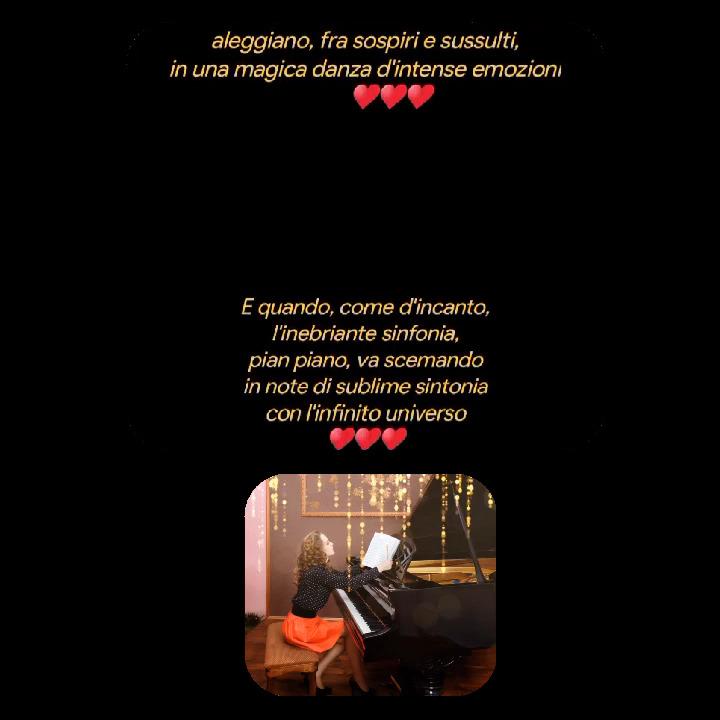 aleggiano, fra sospiri e sussulti,
in una magica danza d'intense emozioni
E quando, come d'incanto,
l'inebriante sinfonia,
pian piano, va scemando
in note di sublime sintonia
con l'infinito universo